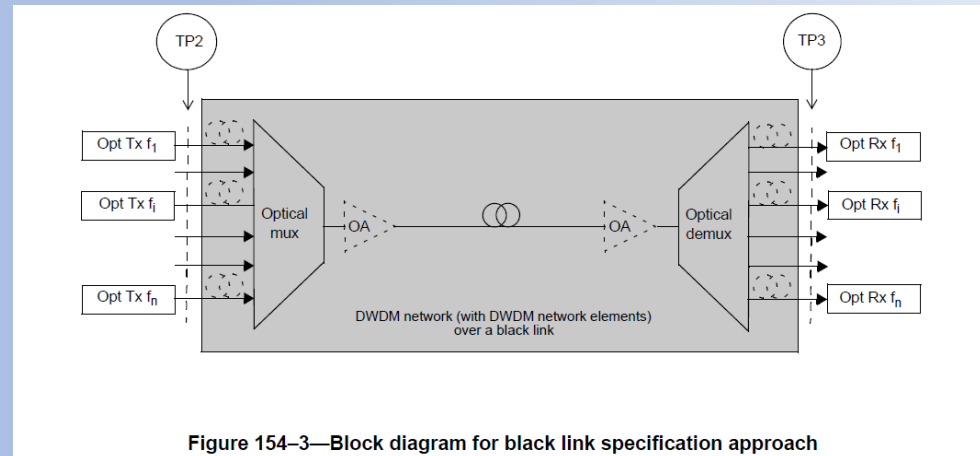 TP2
TP3
Opt Tx f1
Opt Rx f1
Opt Tx fi
Optical
mux
OA
OA
Optical
demux
Opt Rx fi
Opt Tx fn
Opt Rx fn
DWDM network (with DWDM network elements)
over a black link
Figure 154–3—Block diagram for black link specification approach